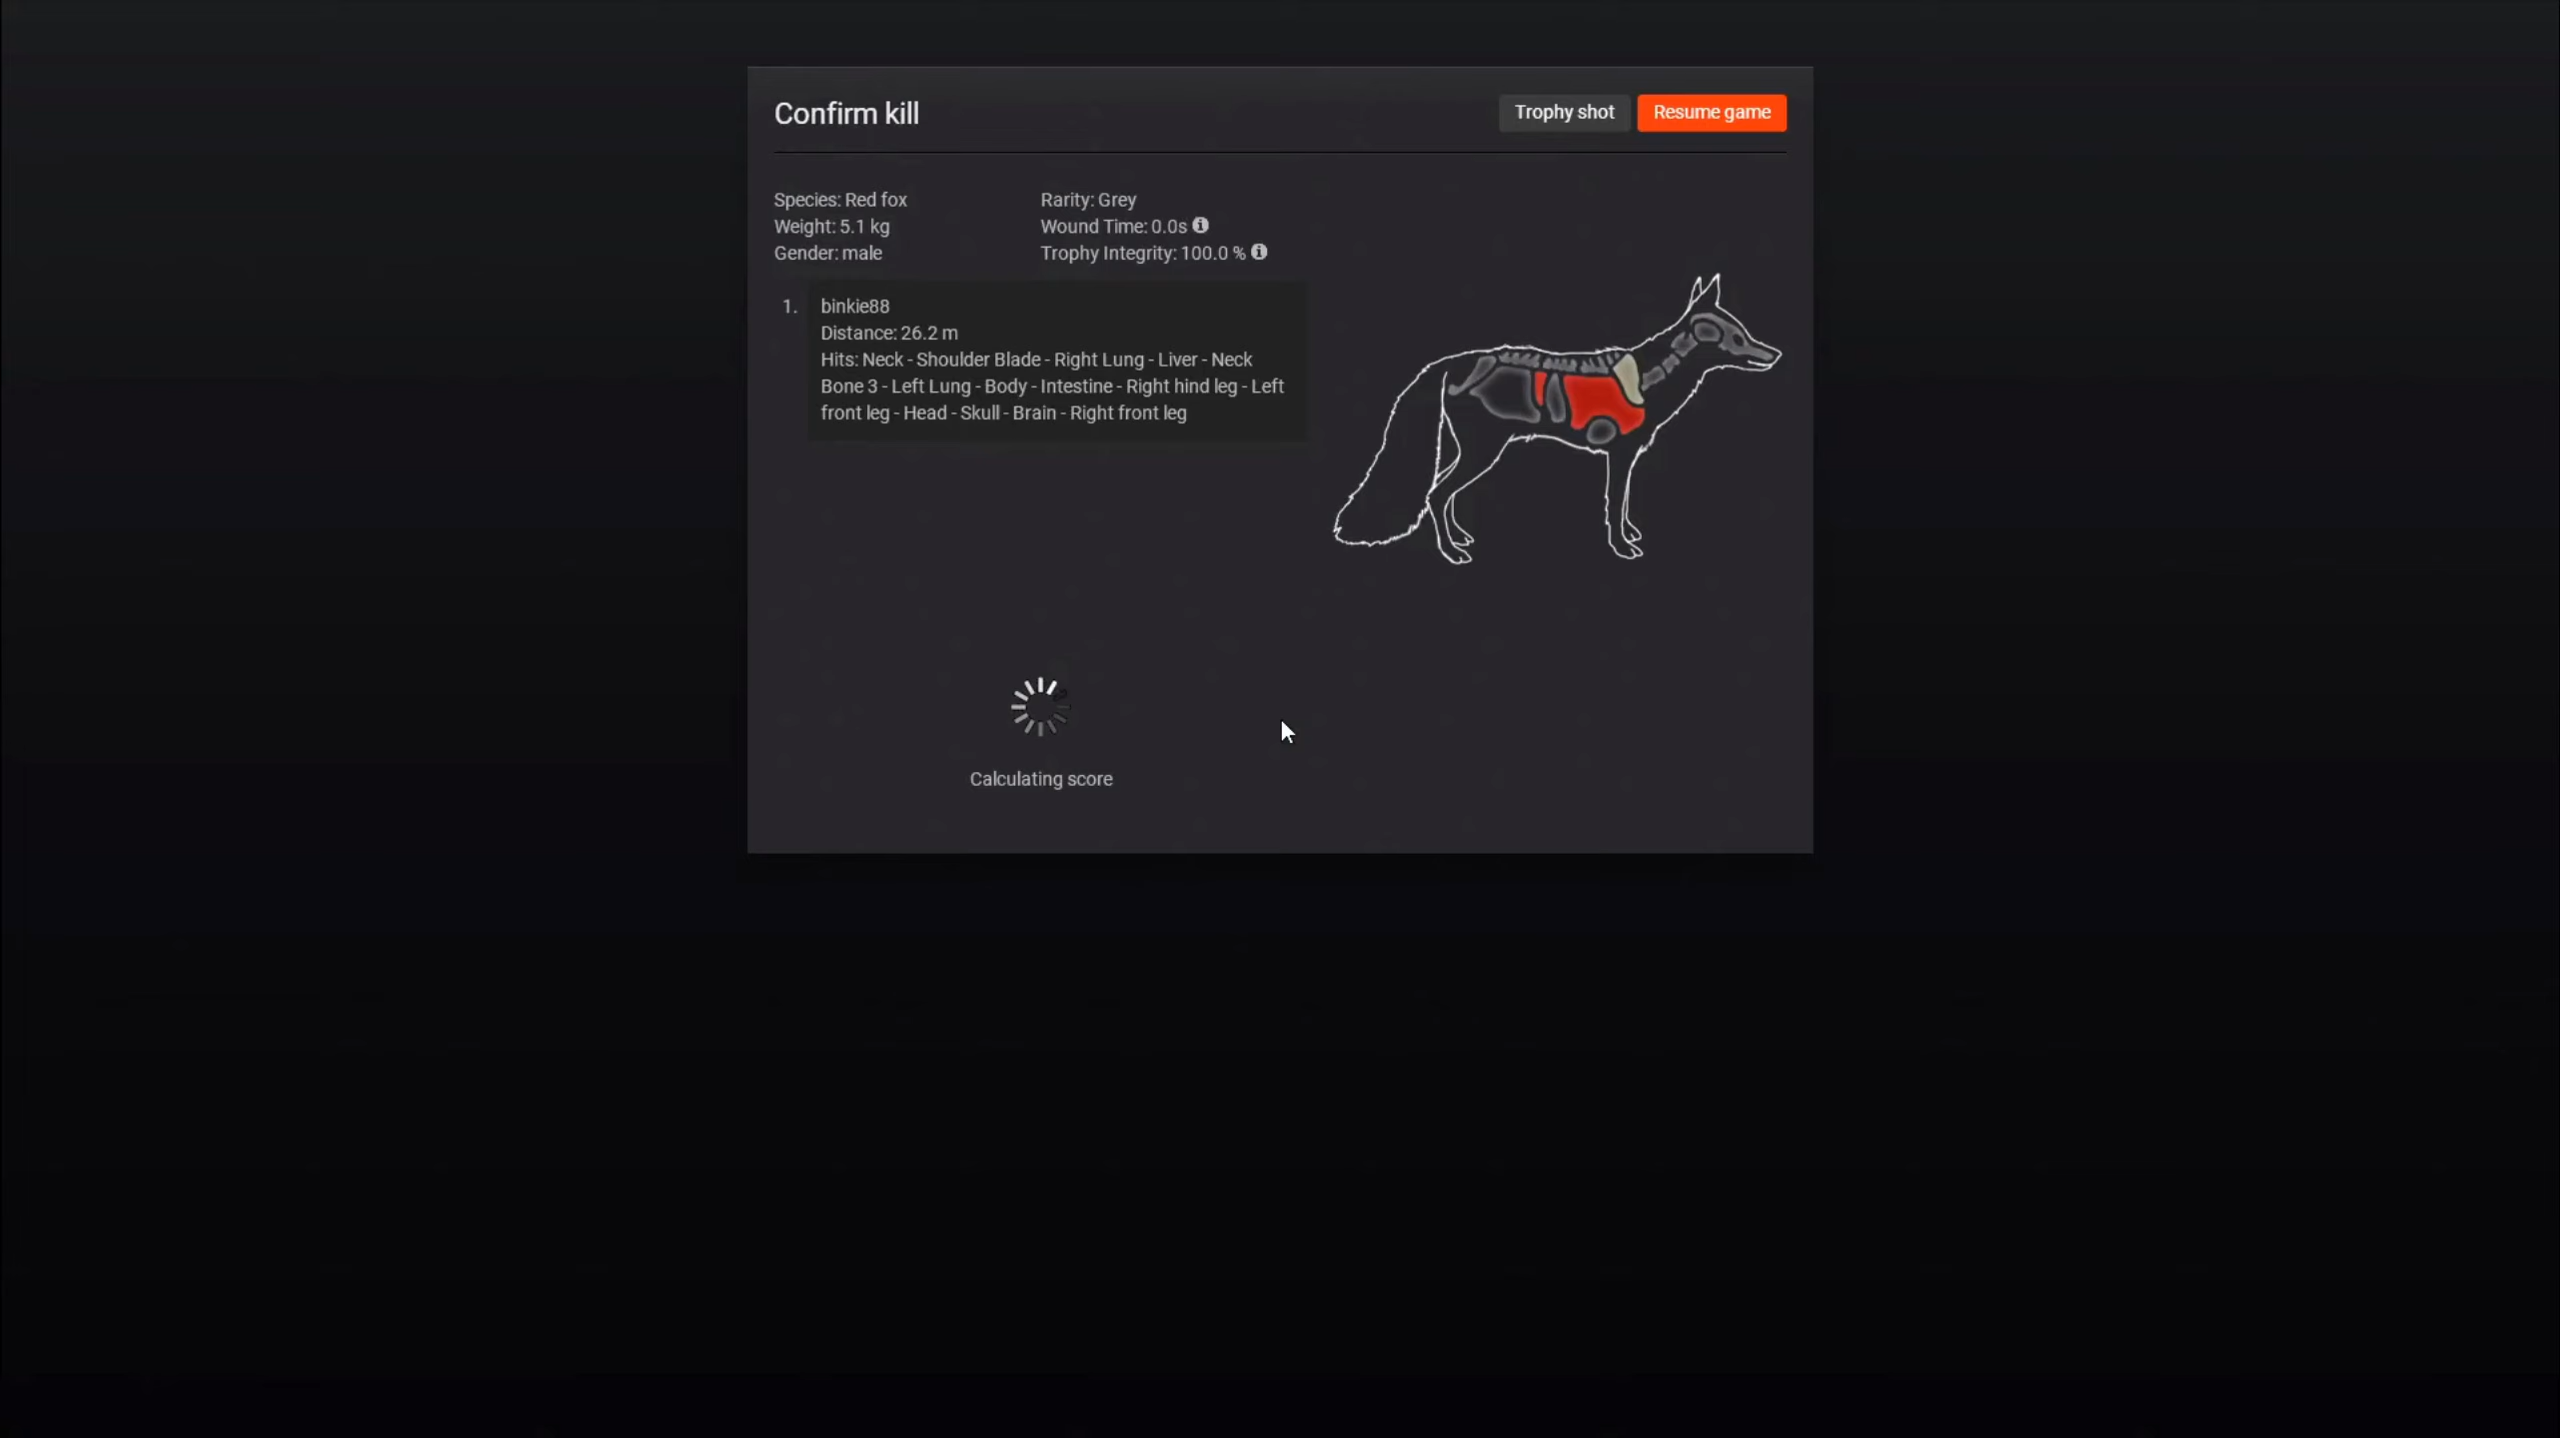 Confirm kill
Trophy shot
Resume game
Species: Red fox
Weight: 5.1 kg
Gender: male
Rarity: Grey
Wound Time: 0.0s
Trophy Integrity: 100.0 %
1. binkie88
Distance: 26.2 m
Hits: Neck - Shoulder Blade - Right Lung - Liver - Neck
Bone 3 - Left Lung - Body - Intestine - Right hind leg - Left
front leg - Head - Skull - Brain - Right front leg
Calculating score